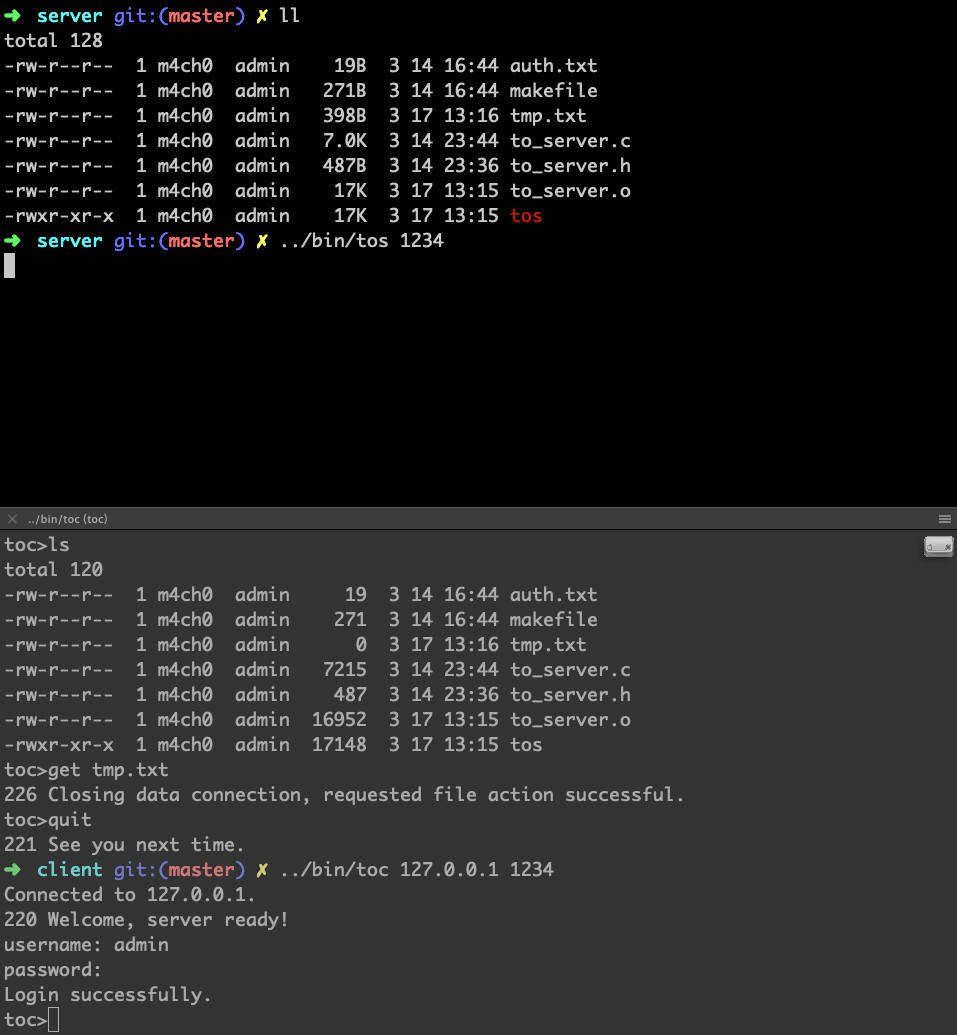 ➜  server git:(master) ✗ ll
total 128
-rw-r--r--  1 m4ch0  admin    19B  3 14 16:44 auth.txt
-rw-r--r--  1 m4ch0  admin   271B  3 14 16:44 makefile
-rw-r--r--  1 m4ch0  admin   398B  3 17 13:16 tmp.txt
-rw-r--r--  1 m4ch0  admin   7.0K  3 14 23:44 to_server.c
-rw-r--r--  1 m4ch0  admin   487B  3 14 23:36 to_server.h
-rw-r--r--  1 m4ch0  admin    17K  3 17 13:15 to_server.o
-rwxr-xr-x  1 m4ch0  admin    17K  3 17 13:15 tos
➜  server git:(master) ✗ ../bin/tos 1234
../bin/toc (toc)
toc>ls
total 120
-rw-r--r--  1 m4ch0  admin     19  3 14 16:44 auth.txt
-rw-r--r--  1 m4ch0  admin    271  3 14 16:44 makefile
-rw-r--r--  1 m4ch0  admin      0  3 17 13:16 tmp.txt
-rw-r--r--  1 m4ch0  admin   7215  3 14 23:44 to_server.c
-rw-r--r--  1 m4ch0  admin    487  3 14 23:36 to_server.h
-rw-r--r--  1 m4ch0  admin  16952  3 17 13:15 to_server.o
-rwxr-xr-x  1 m4ch0  admin  17148  3 17 13:15 tos
toc>get tmp.txt
226 Closing data connection, requested file action successful.
toc>quit
221 See you next time.
➜  client git:(master) ✗ ../bin/toc 127.0.0.1 1234
Connected to 127.0.0.1.
220 Welcome, server ready!
username: admin
password:
Login successfully.
toc>